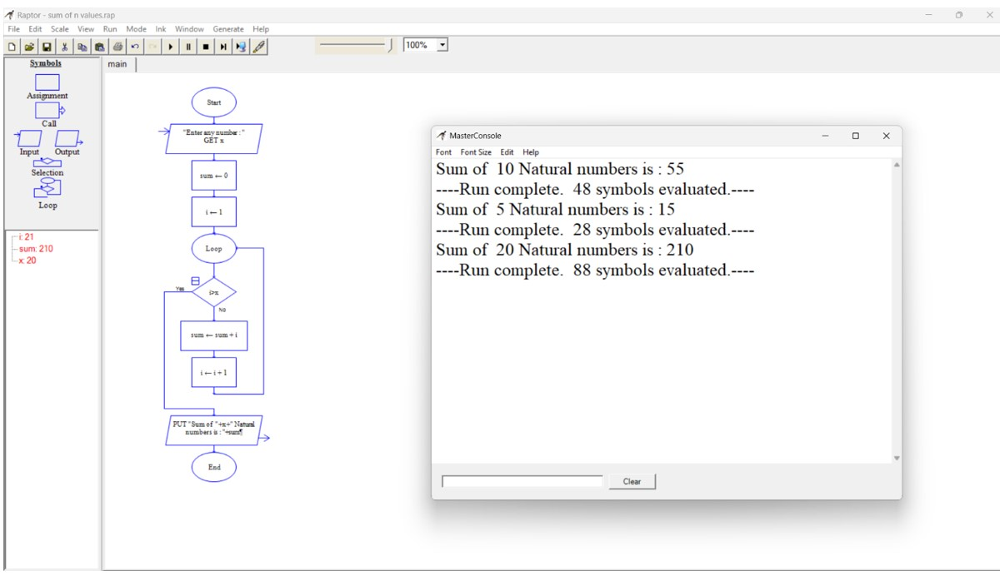 Raptor - sum of n values.rap
File Edit Scale View Run Mode Ink Window Generate Help
100%
Symbols
Assignment
Call
Input Output
Selection
Loop
i: 21
sum: 210
x: 20
main
Start
"Enter any number : "
GET x
sum ← 0
i ← 1
Loop
Yes
i>x
No
sum ← sum + i
i ← i + 1
PUT "Sum of "+x+" Natural
numbers is : "+sum¶
End
MasterConsole
Font Font Size Edit Help
Sum of 10 Natural numbers is : 55
----Run complete. 48 symbols evaluated.----
Sum of 5 Natural numbers is : 15
----Run complete. 28 symbols evaluated.----
Sum of 20 Natural numbers is : 210
----Run complete. 88 symbols evaluated.----
Clear